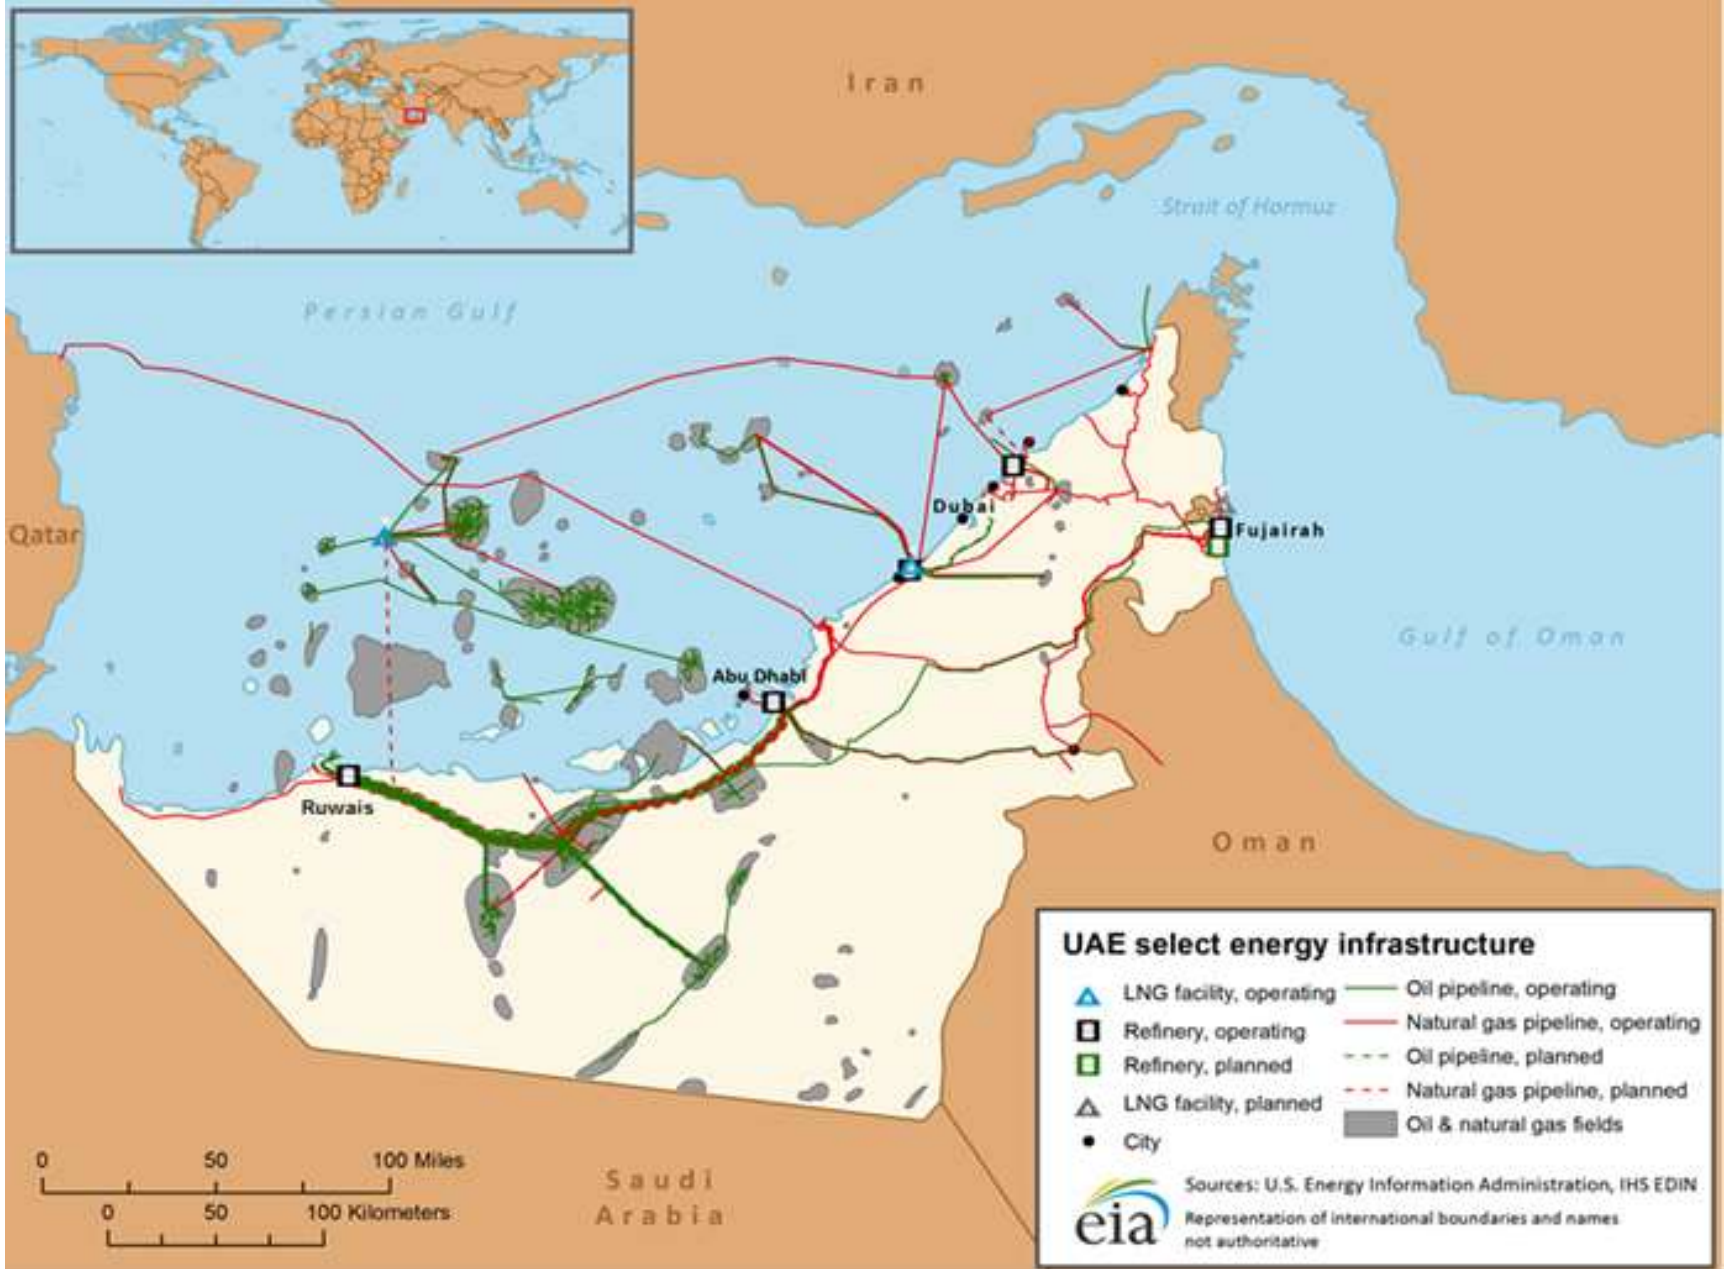 Iran
Strait of Hormuz
Persian Gulf
Qatar
Dubai
Fujairah
Gulf of Oman
Abu Dhabi
Ruwais
Oman
Saudi
Arabia
0 50 100 Miles
0 50 100 Kilometers
UAE select energy infrastructure
LNG facility, operating
Refinery, operating
Refinery, planned
LNG facility, planned
City
Oil pipeline, operating
Natural gas pipeline, operating
Oil pipeline, planned
Natural gas pipeline, planned
Oil & natural gas fields
eia
Sources: U.S. Energy Information Administration, IHS EDIN
Representation of international boundaries and names
not authoritative